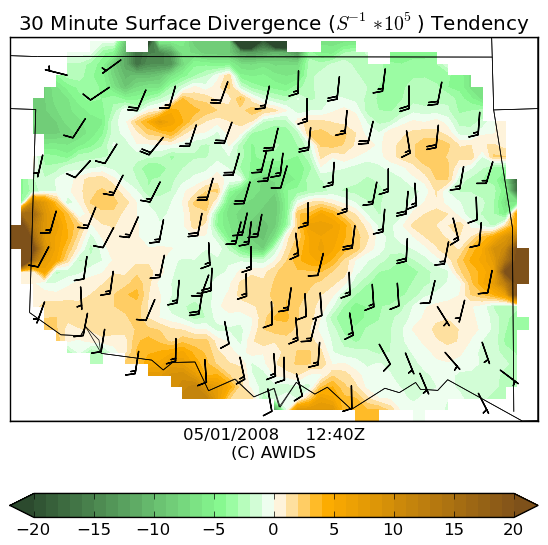 30 Minute Surface Divergence (S⁻¹ *10⁵ ) Tendency
05/01/2008 12:40Z
(C) AWIDS
−20 −15 −10 −5 0 5 10 15 20